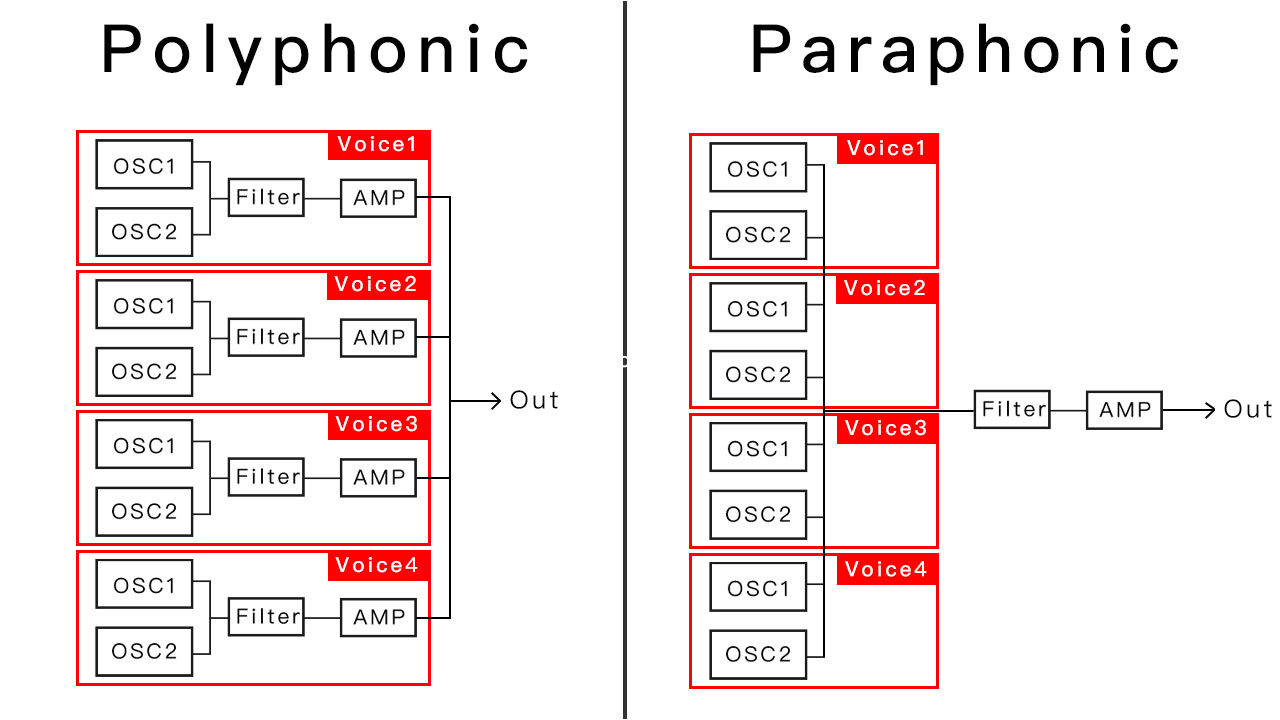 Polyphonic
Voice1
OSC1
OSC2
Filter
AMP
Voice2
OSC1
OSC2
Filter
AMP
Voice3
OSC1
OSC2
Filter
AMP
Voice4
OSC1
OSC2
Filter
AMP
Out
Paraphonic
Voice1
OSC1
OSC2
Voice2
OSC1
OSC2
Voice3
OSC1
OSC2
Voice4
OSC1
OSC2
Filter
AMP
Out